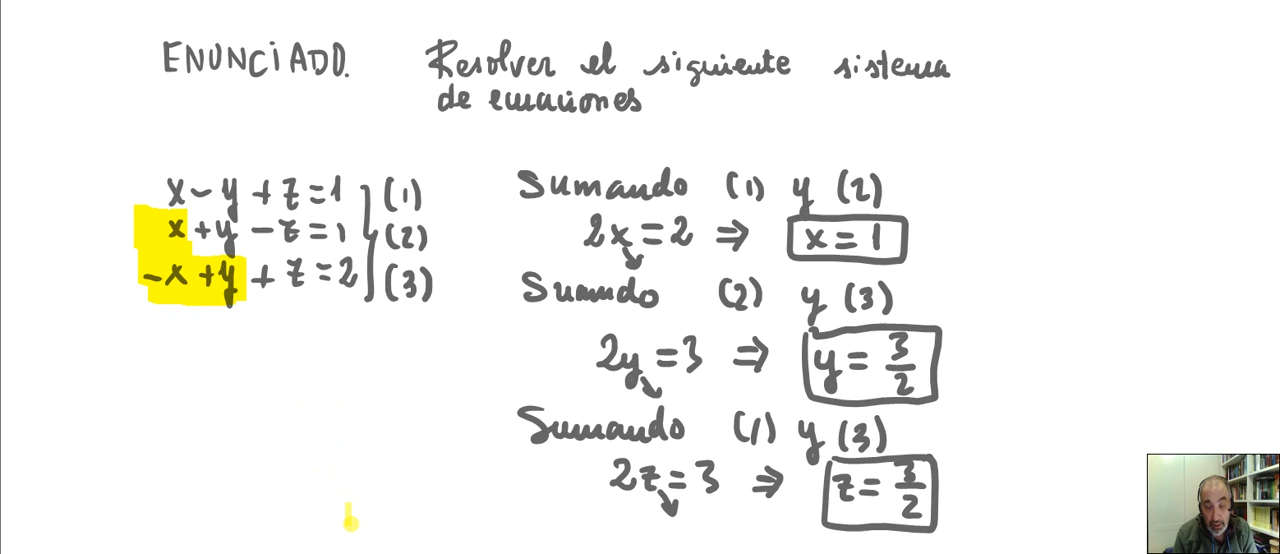 ENUNCIADO. Resolver el siguiente sistema
de ecuaciones
x - y + z = 1 (1)
x + y - z = 1 (2)
-x + y + z = 2 (3)
Sumando (1) y (2)
2x = 2 ⇒ x = 1
Sumando (2) y (3)
2y = 3 ⇒ y = 3/2
Sumando (1) y (3)
2z = 3 ⇒ z = 3/2